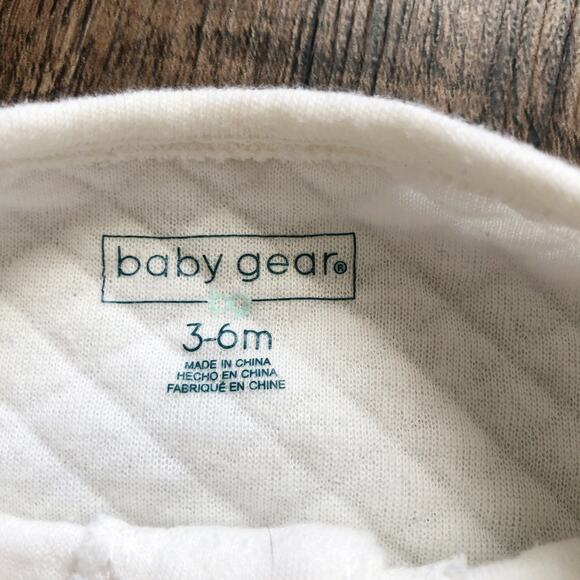 baby gear®
bg
3-6m
MADE IN CHINA
HECHO EN CHINA
FABRIQUÉ EN CHINE